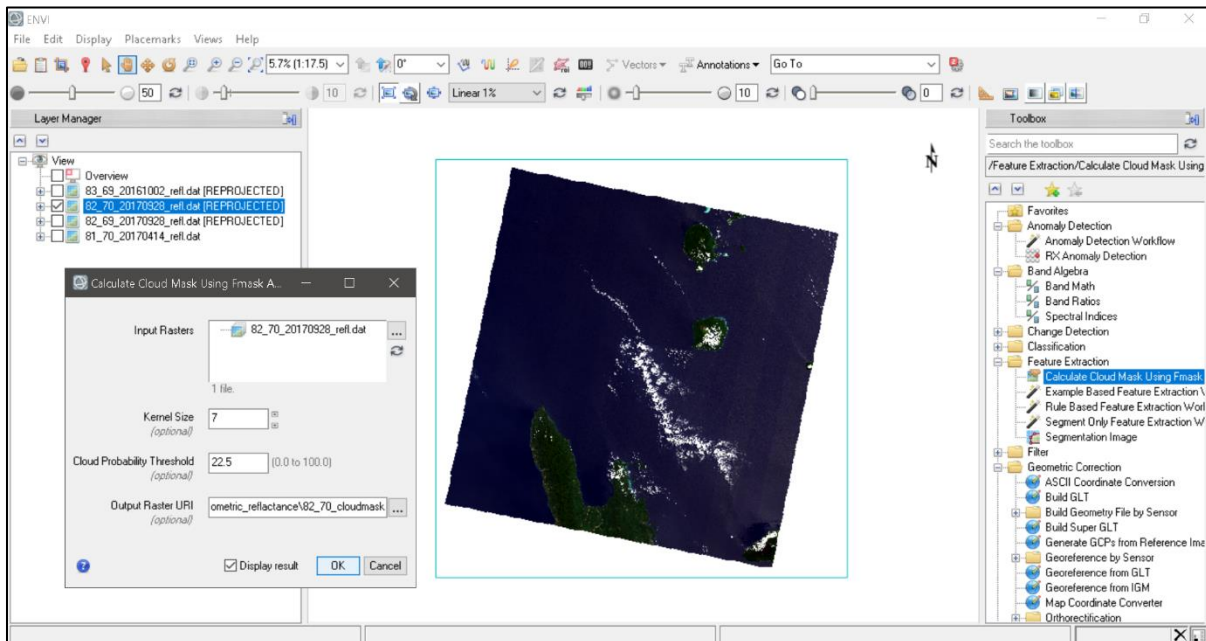 ENVI
File Edit Display Placemarks Views Help
5.7% (1:17.5) 0° Vectors Annotations Go To
50 10 Linear 1% 10 0
Layer Manager
View
Overview
83_69_20161002_refl.dat [REPROJECTED]
82_70_20170928_refl.dat [REPROJECTED]
82_69_20170928_refl.dat [REPROJECTED]
81_70_20170414_refl.dat
Calculate Cloud Mask Using Fmask A...
Input Rasters
82_70_20170928_refl.dat
...
1 file.
Kernel Size 7
(optional)
Cloud Probability Threshold 22.5 (0.0 to 100.0)
(optional)
Output Raster URI ometric_reflactance\82_70_cloudmask ...
(optional)
Display result OK Cancel
N
Toolbox
Search the toolbox
/Feature Extraction/Calculate Cloud Mask Using
Favorites
Anomaly Detection
Anomaly Detection Workflow
RX Anomaly Detection
Band Algebra
Band Math
Band Ratios
Spectral Indices
Change Detection
Classification
Feature Extraction
Calculate Cloud Mask Using Fmask
Example Based Feature Extraction
Rule Based Feature Extraction Worl
Segment Only Feature Extraction W
Segmentation Image
Filter
Geometric Correction
ASCII Coordinate Conversion
Build GLT
Build Geometry File by Sensor
Build Super GLT
Generate GCPs from Reference Ima
Georeference by Sensor
Georeference from GLT
Georeference from IGM
Map Coordinate Converter
Orthorectification